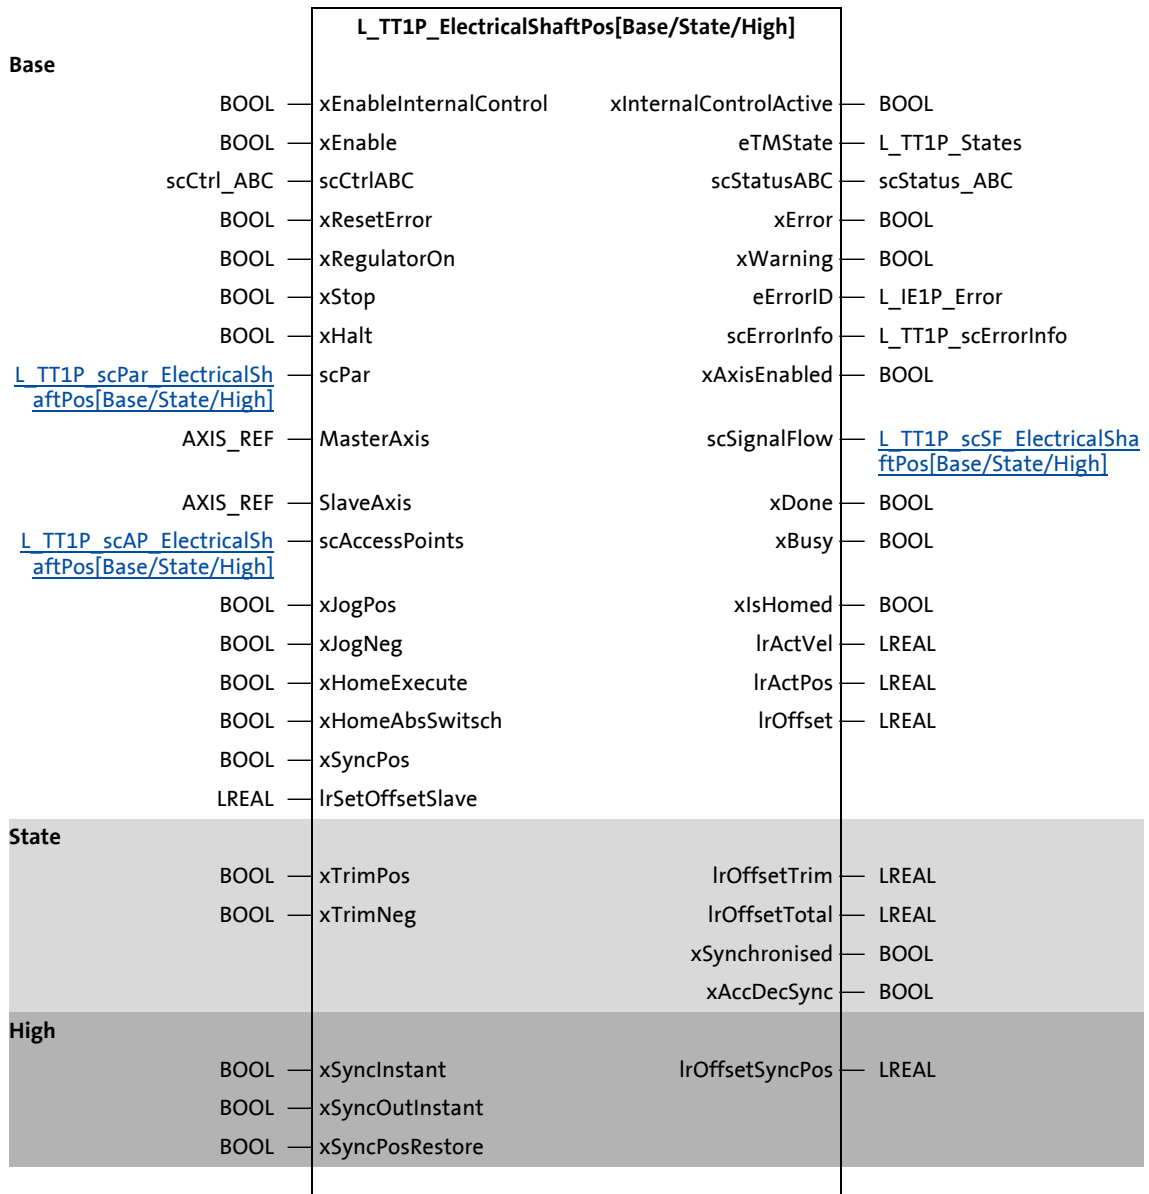 L_TT1P_ElectricalShaftPos[Base/State/High]
Base
BOOL xEnableInternalControl xInternalControlActive BOOL
BOOL xEnable eTMState L_TT1P_States
scCtrl_ABC scCtrlABC scStatusABC scStatus_ABC
BOOL xResetError xError BOOL
BOOL xRegulatorOn xWarning BOOL
BOOL xStop eErrorID L_IE1P_Error
BOOL xHalt scErrorInfo L_TT1P_scErrorInfo
L_TT1P_scPar_ElectricalSh scPar xAxisEnabled BOOL
aftPos[Base/State/High]
AXIS_REF MasterAxis scSignalFlow L_TT1P_scSF_ElectricalSha
ftPos[Base/State/High]
AXIS_REF SlaveAxis xDone BOOL
L_TT1P_scAP_ElectricalSh scAccessPoints xBusy BOOL
aftPos[Base/State/High]
BOOL xJogPos xIsHomed BOOL
BOOL xJogNeg lrActVel LREAL
BOOL xHomeExecute lrActPos LREAL
BOOL xHomeAbsSwitsch lrOffset LREAL
BOOL xSyncPos
LREAL lrSetOffsetSlave
State
BOOL xTrimPos lrOffsetTrim LREAL
BOOL xTrimNeg lrOffsetTotal LREAL
xSynchronised BOOL
xAccDecSync BOOL
High
BOOL xSyncInstant lrOffsetSyncPos LREAL
BOOL xSyncOutInstant
BOOL xSyncPosRestore